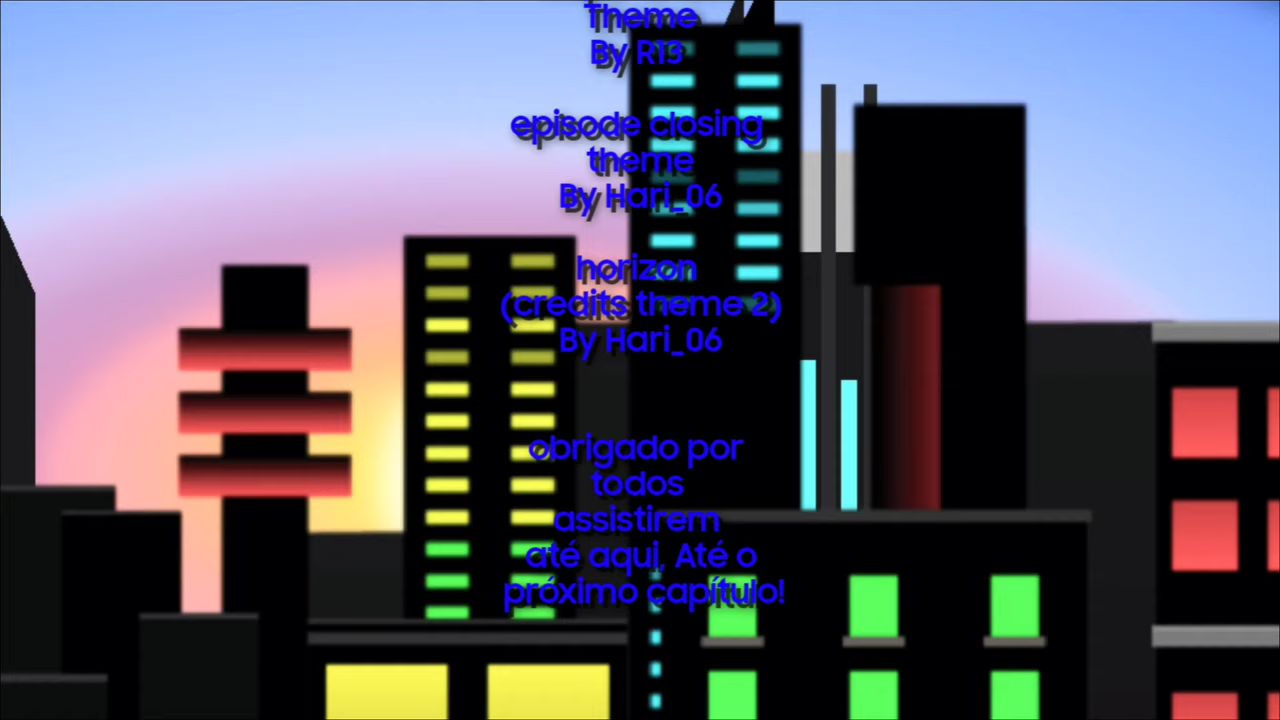 Theme
By R13
episode closing
theme
By Hari_06
horizon
(credits theme 2)
By Hari_06
obrigado por
todos
assistirem
até aqui, Até o
próximo capítulo!